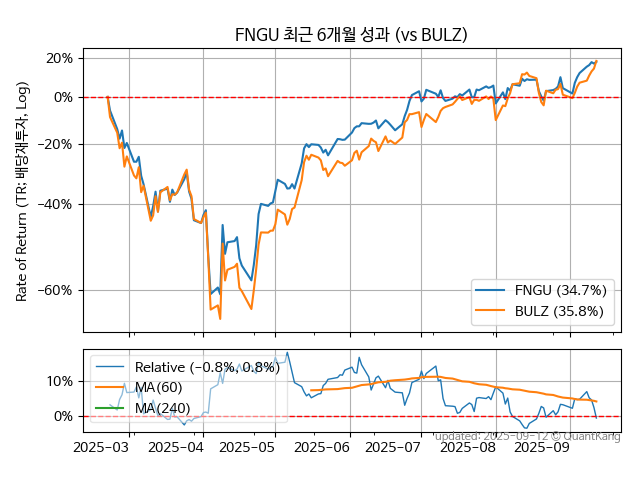 FNGU 최근 6개월 성과 (vs BULZ)
Rate of Return (TR: 배당재투자, Log)
20%
0%
−20%
−40%
−60%
FNGU (34.7%)
BULZ (35.8%)
10%
0%
Relative (−0.8%, 0.8%)
MA(60)
MA(240)
updated: 2025-09-12 © QuantKang
2025−03
2025−04
2025−05
2025−06
2025−07
2025−08
2025−09